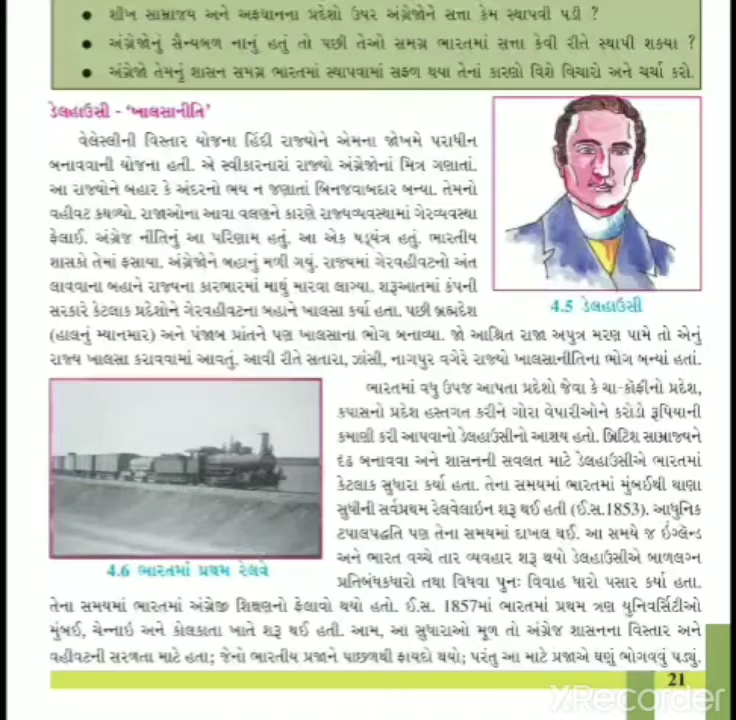 • શીખ સામ્રાજ્ય અને અફઘાનના પ્રદેશો ઉપર અંગ્રેજોને સત્તા કેમ સ્થાપવી પડી ?
• અંગ્રેજોનું સૈન્યબળ નાનું હતું તો પછી તેઓ સમગ્ર ભારતમાં સત્તા કેવી રીતે સ્થાપી શક્યા ?
• અંગ્રેજો તેમનું શાસન સમગ્ર ભારતમાં સ્થાપવામાં સફળ થયા તેનાં કારણો વિશે વિચારો અને ચર્ચા કરો.
ડેલહાઉસી - ‘ખાલસાનીતિ’
વેલેસ્લીની વિસ્તાર યોજના હિંદી રાજ્યોને એમના જોખમે પરાધીન
બનાવવાની યોજના હતી. એ સ્વીકારનારાં રાજ્યો અંગ્રેજોનાં મિત્ર ગણાતાં.
આ રાજ્યોને બહાર કે અંદરનો ભય ન જણાતાં બિનજવાબદાર બન્યા. તેમનો
વહીવટ કથળ્યો. રાજાઓના આવા વલણને કારણે રાજ્યવ્યવસ્થામાં ગેરવ્યવસ્થા
ફેલાઈ. અંગ્રેજ નીતિનું આ પરિણામ હતું. આ એક ષડ્યંત્ર હતું. ભારતીય
શાસકો તેમાં ફસાયા. અંગ્રેજોને બહાનું મળી ગયું. રાજ્યમાં ગેરવહીવટનો અંત
લાવવાના બહાને રાજ્યના કારભારમાં માથું મારવા લાગ્યા. શરૂઆતમાં કંપની
સરકારે કેટલાક પ્રદેશોને ગેરવહીવટના બહાને ખાલસા કર્યા હતા. પછી બ્રહ્મદેશ
(હાલનું મ્યાનમાર) અને પંજાબ પ્રાંતને પણ ખાલસાના ભોગ બનાવ્યા. જો આશ્રિત રાજા અપુત્ર મરણ પામે તો એનું
રાજ્ય ખાલસા કરાવવામાં આવતું. આવી રીતે સતારા, ઝાંસી, નાગપુર વગેરે રાજ્યો ખાલસાનીતિના ભોગ બન્યાં હતાં.
4.5 ડેલહાઉસી
ભારતમાં વધુ ઉપજ આપતા પ્રદેશો જેવા કે ચા-કૉફીનો પ્રદેશ,
કપાસનો પ્રદેશ હસ્તગત કરીને ગોરા વેપારીઓને કરોડો રૂપિયાની
કમાણી કરી આપવાનો ડેલહાઉસીનો આશય હતો. બ્રિટિશ સામ્રાજ્યને
દૃઢ બનાવવા અને શાસનની સવલત માટે ડેલહાઉસીએ ભારતમાં
કેટલાક સુધારા કર્યા હતા. તેના સમયમાં ભારતમાં મુંબઈથી થાણા
સુધીની સર્વપ્રથમ રેલવેલાઇન શરૂ થઈ હતી (ઈ.સ.1853). આધુનિક
ટપાલપદ્ધતિ પણ તેના સમયમાં દાખલ થઈ. આ સમયે જ ઇંગ્લેન્ડ
અને ભારત વચ્ચે તાર વ્યવહાર શરૂ થયો ડેલહાઉસીએ બાળલગ્ન
પ્રતિબંધકધારો તથા વિધવા પુનઃ વિવાહ ધારો પસાર કર્યા હતા.
4.6 ભારતમાં પ્રથમ રેલવે
તેના સમયમાં ભારતમાં અંગ્રેજી શિક્ષણનો ફેલાવો થયો હતો. ઈ.સ. 1857માં ભારતમાં પ્રથમ ત્રણ યુનિવર્સિટીઓ
મુંબઈ, ચેન્નાઈ અને કોલકાતા ખાતે શરૂ થઈ હતી. આમ, આ સુધારાઓ મૂળ તો અંગ્રેજ શાસનના વિસ્તાર અને
વહીવટની સરળતા માટે હતા; જેનો ભારતીય પ્રજાને પાછળથી ફાયદો થયો; પરંતુ આ માટે પ્રજાએ ઘણું ભોગવવું પડ્યું.
21
XRecorder